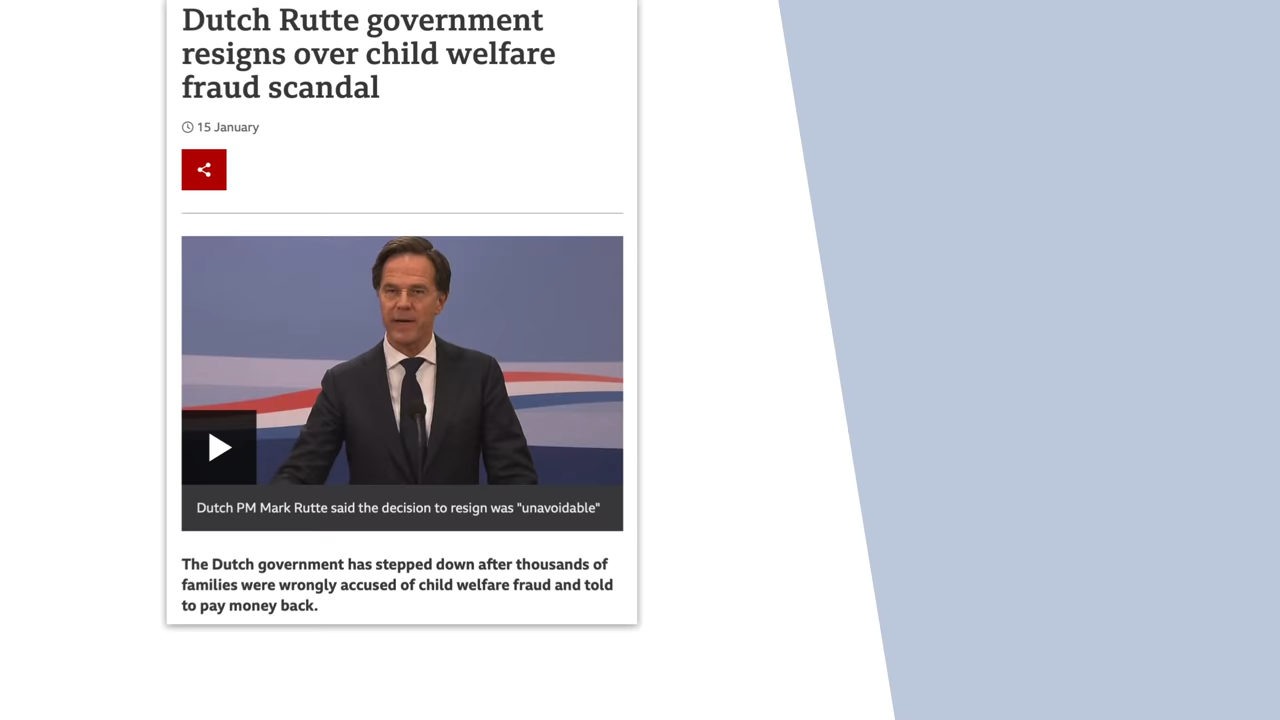 Dutch Rutte government
resigns over child welfare
fraud scandal
15 January
Dutch PM Mark Rutte said the decision to resign was "unavoidable"
The Dutch government has stepped down after thousands of
families were wrongly accused of child welfare fraud and told
to pay money back.